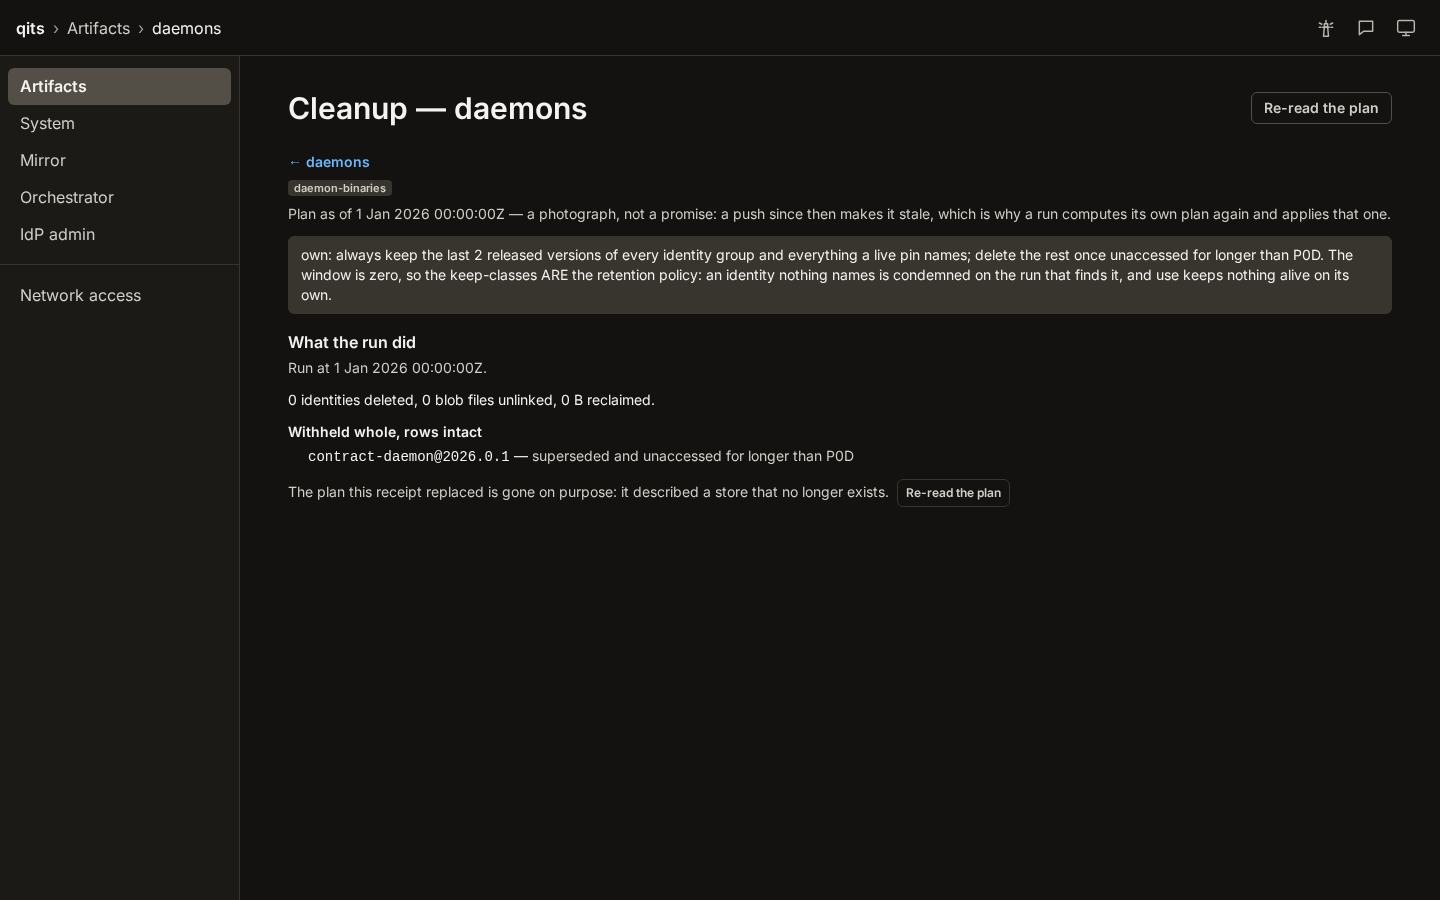 qits › Artifacts › daemons
Artifacts
System
Mirror
Orchestrator
IdP admin
Network access
Cleanup — daemons
Re-read the plan
← daemons
daemon-binaries
Plan as of 1 Jan 2026 00:00:00Z — a photograph, not a promise: a push since then makes it stale, which is why a run computes its own plan again and applies that one.
own: always keep the last 2 released versions of every identity group and everything a live pin names; delete the rest once unaccessed for longer than P0D. The
window is zero, so the keep-classes ARE the retention policy: an identity nothing names is condemned on the run that finds it, and use keeps nothing alive on its
own.
What the run did
Run at 1 Jan 2026 00:00:00Z.
0 identities deleted, 0 blob files unlinked, 0 B reclaimed.
Withheld whole, rows intact
contract-daemon@2026.0.1 — superseded and unaccessed for longer than P0D
The plan this receipt replaced is gone on purpose: it described a store that no longer exists. Re-read the plan